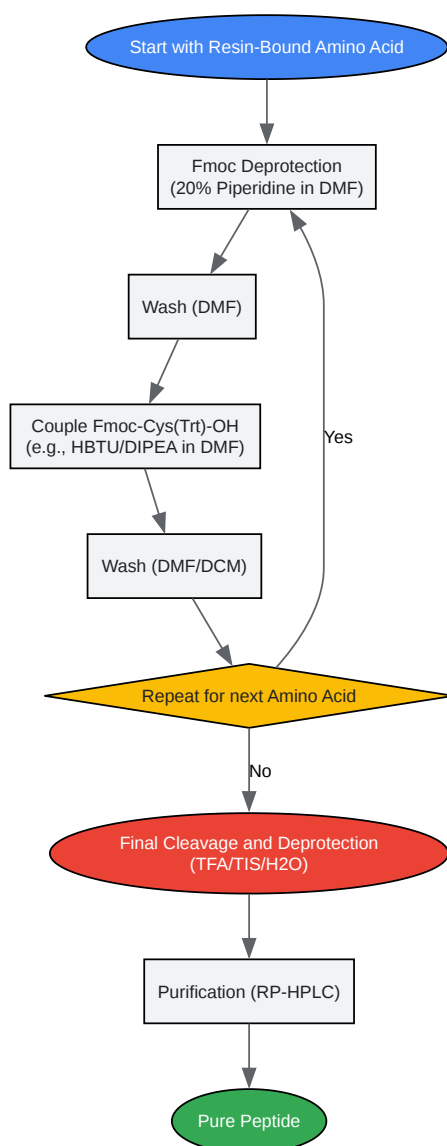 Start with Resin-Bound Amino Acid
Fmoc Deprotection
(20% Piperidine in DMF)
Wash (DMF)
Couple Fmoc-Cys(Trt)-OH
(e.g., HBTU/DIPEA in DMF)
Yes
Wash (DMF/DCM)
Repeat for next Amino Acid
No
Final Cleavage and Deprotection
(TFA/TIS/H2O)
Purification (RP-HPLC)
Pure Peptide